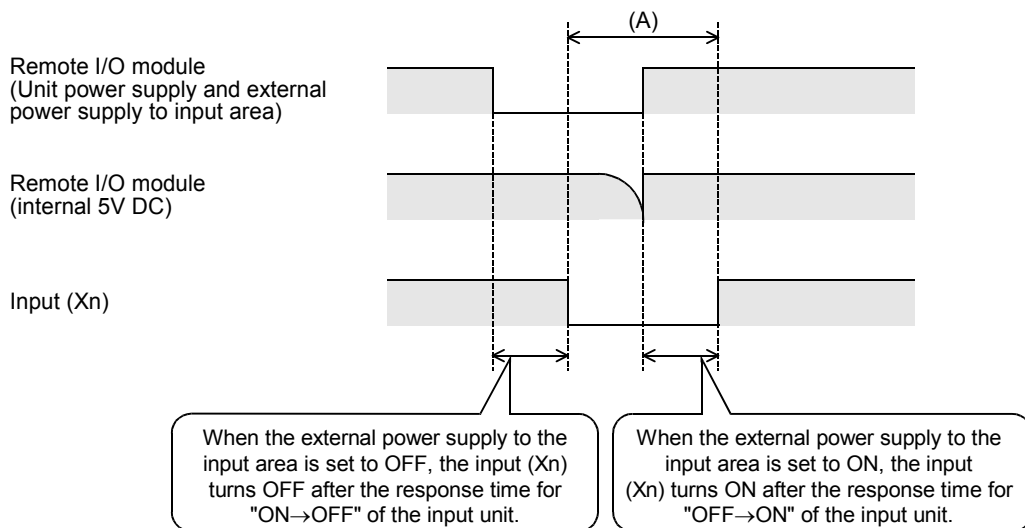 (A)
Remote I/O module
(Unit power supply and external
power supply to input area)
Remote I/O module
(internal 5V DC)
Input (Xn)
When the external power supply to the
input area is set to OFF, the input (Xn)
turns OFF after the response time for
"ON→OFF" of the input unit.
When the external power supply to the
input area is set to ON, the input
(Xn) turns ON after the response time for
"OFF→ON" of the input unit.